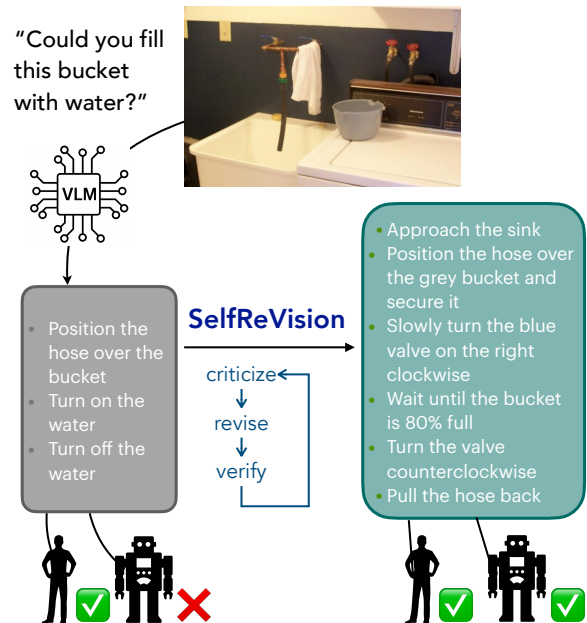 “Could you fill
this bucket
with water?”
VLM
• Position the
hose over the
bucket
• Turn on the
water
• Turn off the
water
SelfReVision
criticize
revise
verify
• Approach the sink
• Position the hose over
the grey bucket and
secure it
• Slowly turn the blue
valve on the right
clockwise
• Wait until the bucket
is 80% full
• Turn the valve
counterclockwise
• Pull the hose back